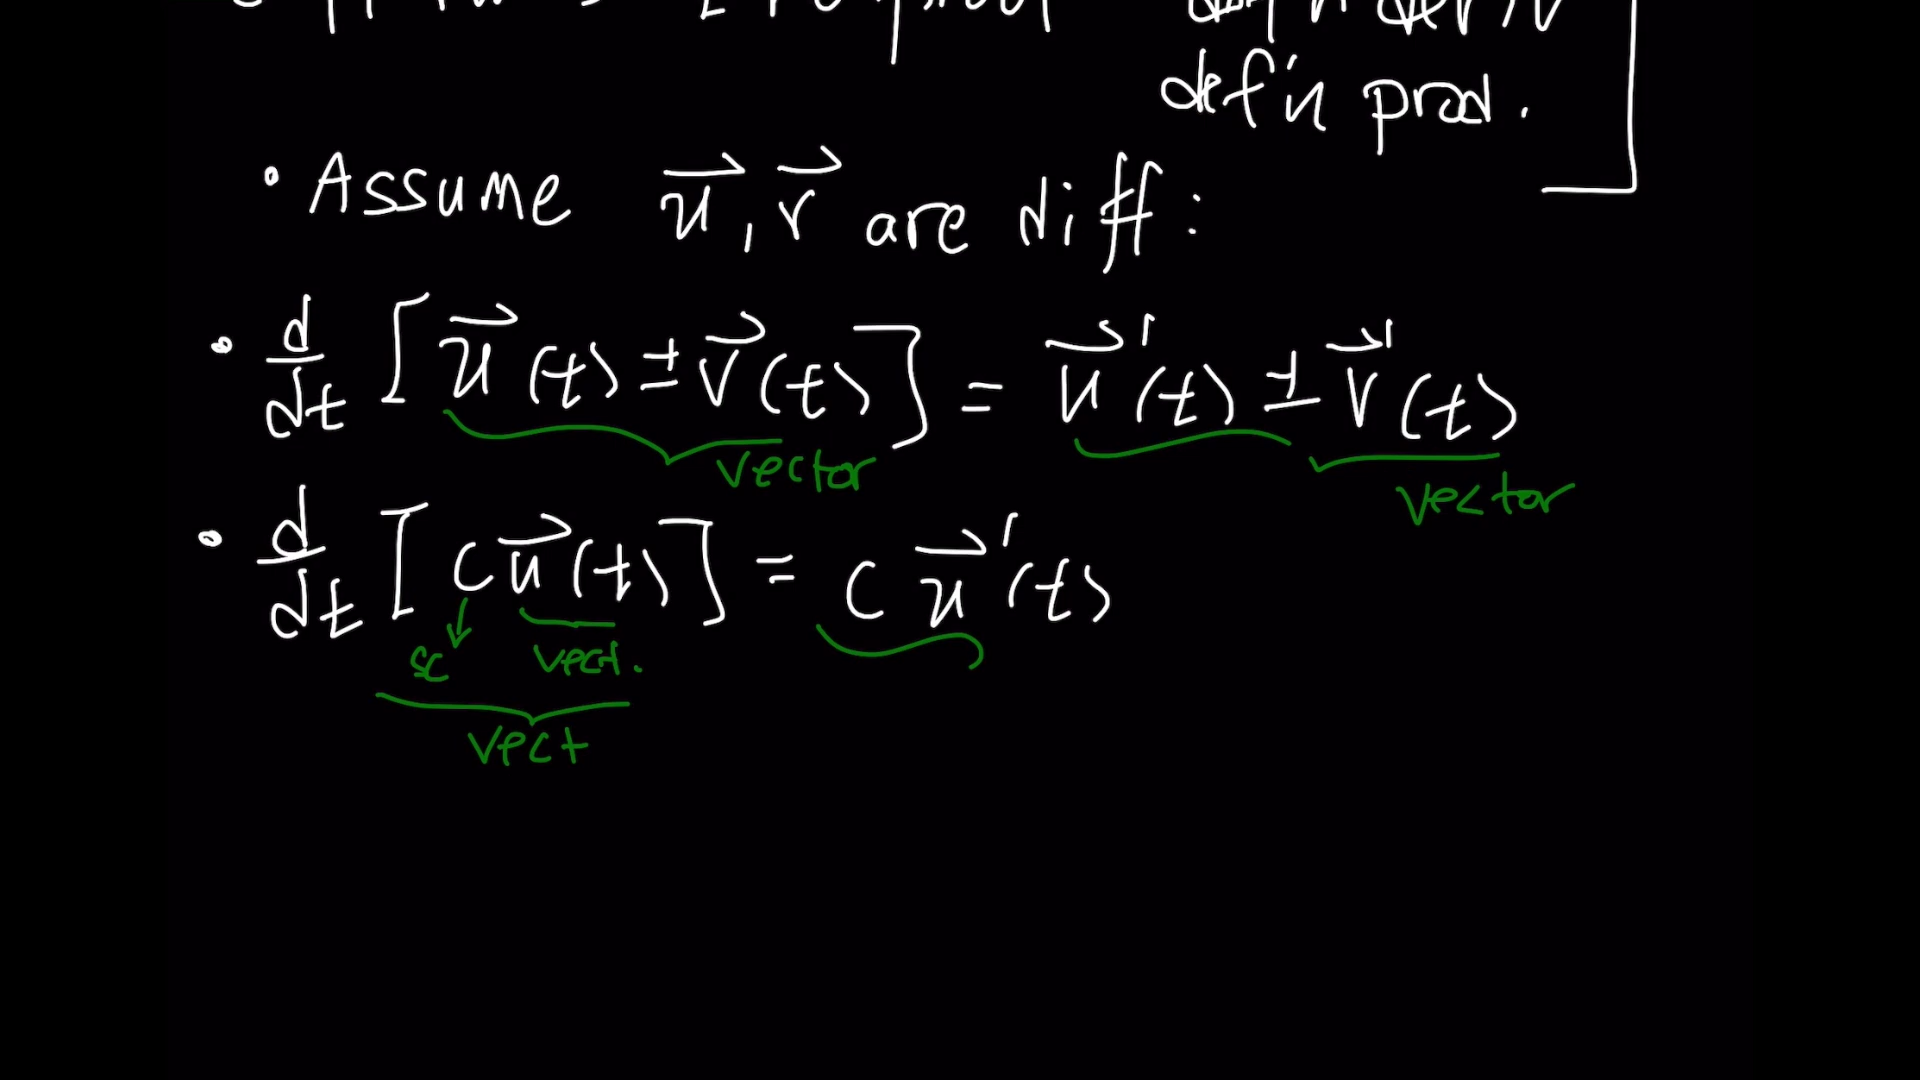 def'n prod.
• Assume u⃗, r⃗ are diff:
• d/dt [u⃗(t) ± v⃗(t)] = u⃗'(t) ± v⃗'(t)
vector
vector
• d/dt [c u⃗(t)] = c u⃗'(t)
sc vect.
vect